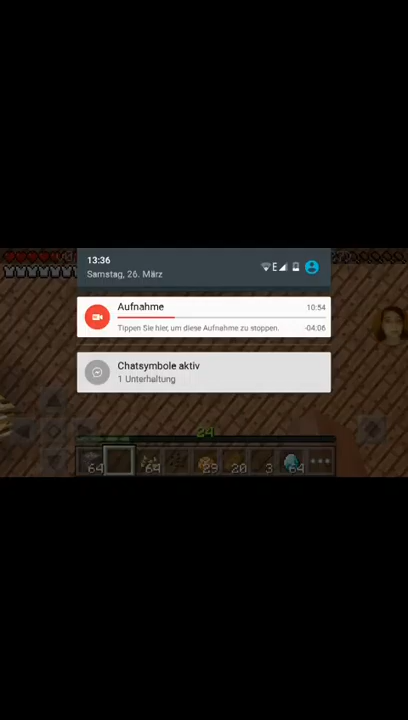 13:36
Samstag, 26. März
E
Aufnahme
10:54
Tippen Sie hier, um diese Aufnahme zu stoppen.
-04:06
Chatsymbole aktiv
1 Unterhaltung
24
64
64
29
20
3
64